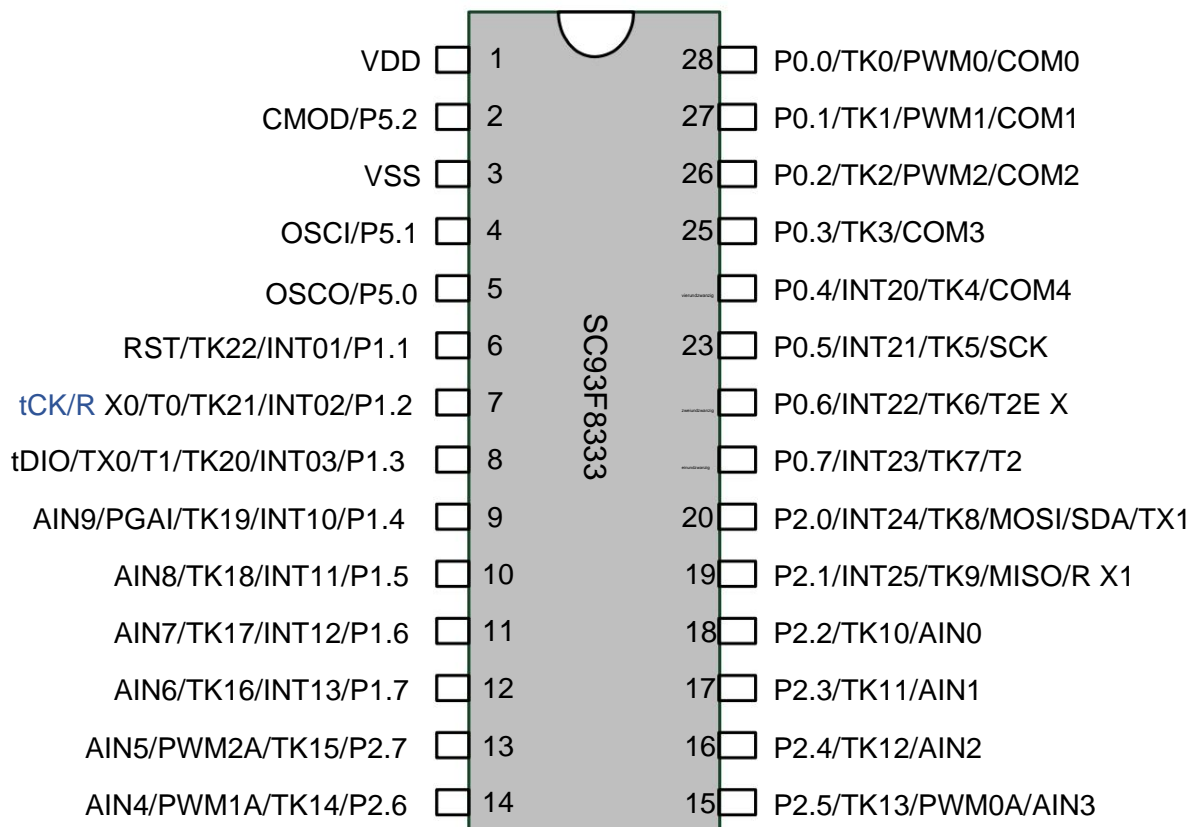 VDD 1 28 P0.0/TK0/PWM0/COM0
CMOD/P5.2 2 27 P0.1/TK1/PWM1/COM1
VSS 3 26 P0.2/TK2/PWM2/COM2
OSCI/P5.1 4 25 P0.3/TK3/COM3
OSCO/P5.0 5 vierundzwanzig P0.4/INT20/TK4/COM4
RST/TK22/INT01/P1.1 6 23 P0.5/INT21/TK5/SCK
tCK/R X0/T0/TK21/INT02/P1.2 7 zweiundzwanzig P0.6/INT22/TK6/T2E X
tDIO/TX0/T1/TK20/INT03/P1.3 8 einundzwanzig P0.7/INT23/TK7/T2
AIN9/PGAI/TK19/INT10/P1.4 9 20 P2.0/INT24/TK8/MOSI/SDA/TX1
AIN8/TK18/INT11/P1.5 10 19 P2.1/INT25/TK9/MISO/R X1
AIN7/TK17/INT12/P1.6 11 18 P2.2/TK10/AIN0
AIN6/TK16/INT13/P1.7 12 17 P2.3/TK11/AIN1
AIN5/PWM2A/TK15/P2.7 13 16 P2.4/TK12/AIN2
AIN4/PWM1A/TK14/P2.6 14 15 P2.5/TK13/PWM0A/AIN3
SC93F8333